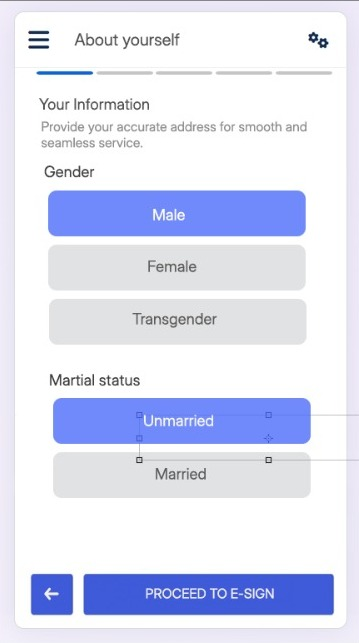 About yourself
Your Information
Provide your accurate address for smooth and
seamless service.
Gender
Male
Female
Transgender
Martial status
Unmarried
Married
PROCEED TO E-SIGN